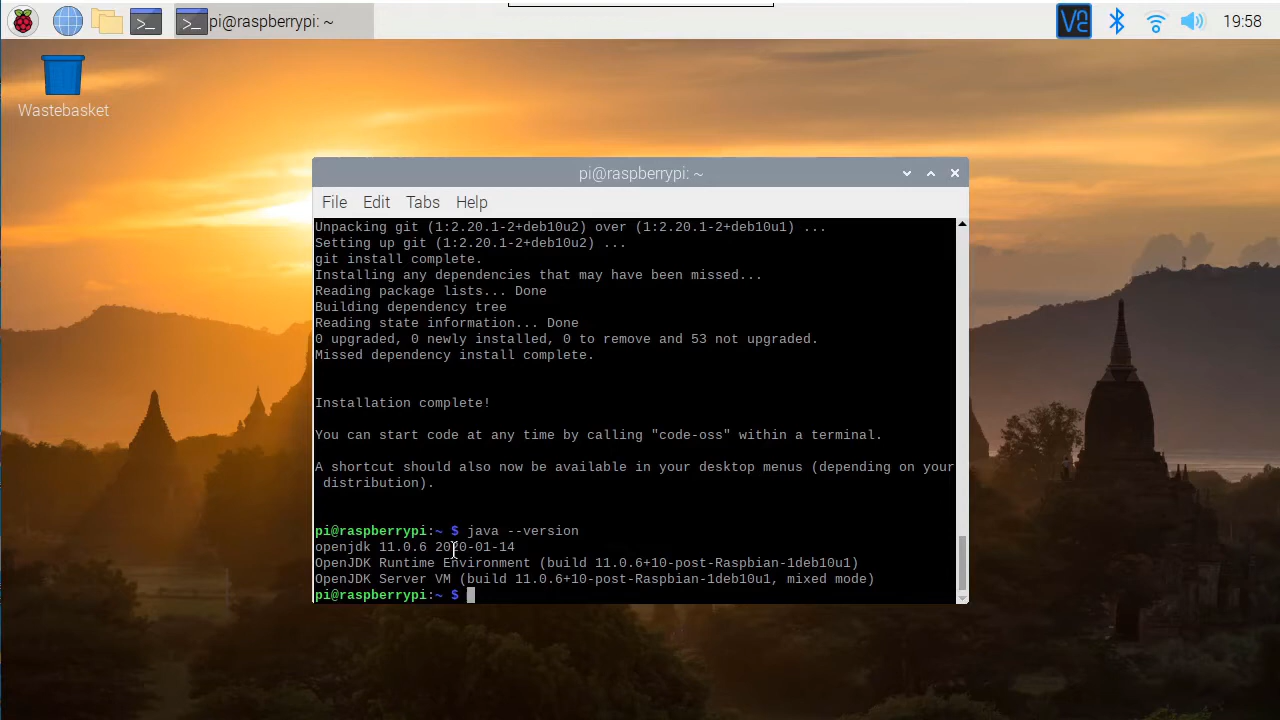 pi@raspberrypi: ~
VNC
19:58
Wastebasket
pi@raspberrypi: ~
File Edit Tabs Help
Unpacking git (1:2.20.1-2+deb10u2) over (1:2.20.1-2+deb10u1) ...
Setting up git (1:2.20.1-2+deb10u2) ...
git install complete.
Installing any dependencies that may have been missed...
Reading package lists... Done
Building dependency tree
Reading state information... Done
0 upgraded, 0 newly installed, 0 to remove and 53 not upgraded.
Missed dependency install complete.
Installation complete!
You can start code at any time by calling "code-oss" within a terminal.
A shortcut should also now be available in your desktop menus (depending on your
distribution).
pi@raspberrypi:~ $ java --version
openjdk 11.0.6 2020-01-14
OpenJDK Runtime Environment (build 11.0.6+10-post-Raspbian-1deb10u1)
OpenJDK Server VM (build 11.0.6+10-post-Raspbian-1deb10u1, mixed mode)
pi@raspberrypi:~ $